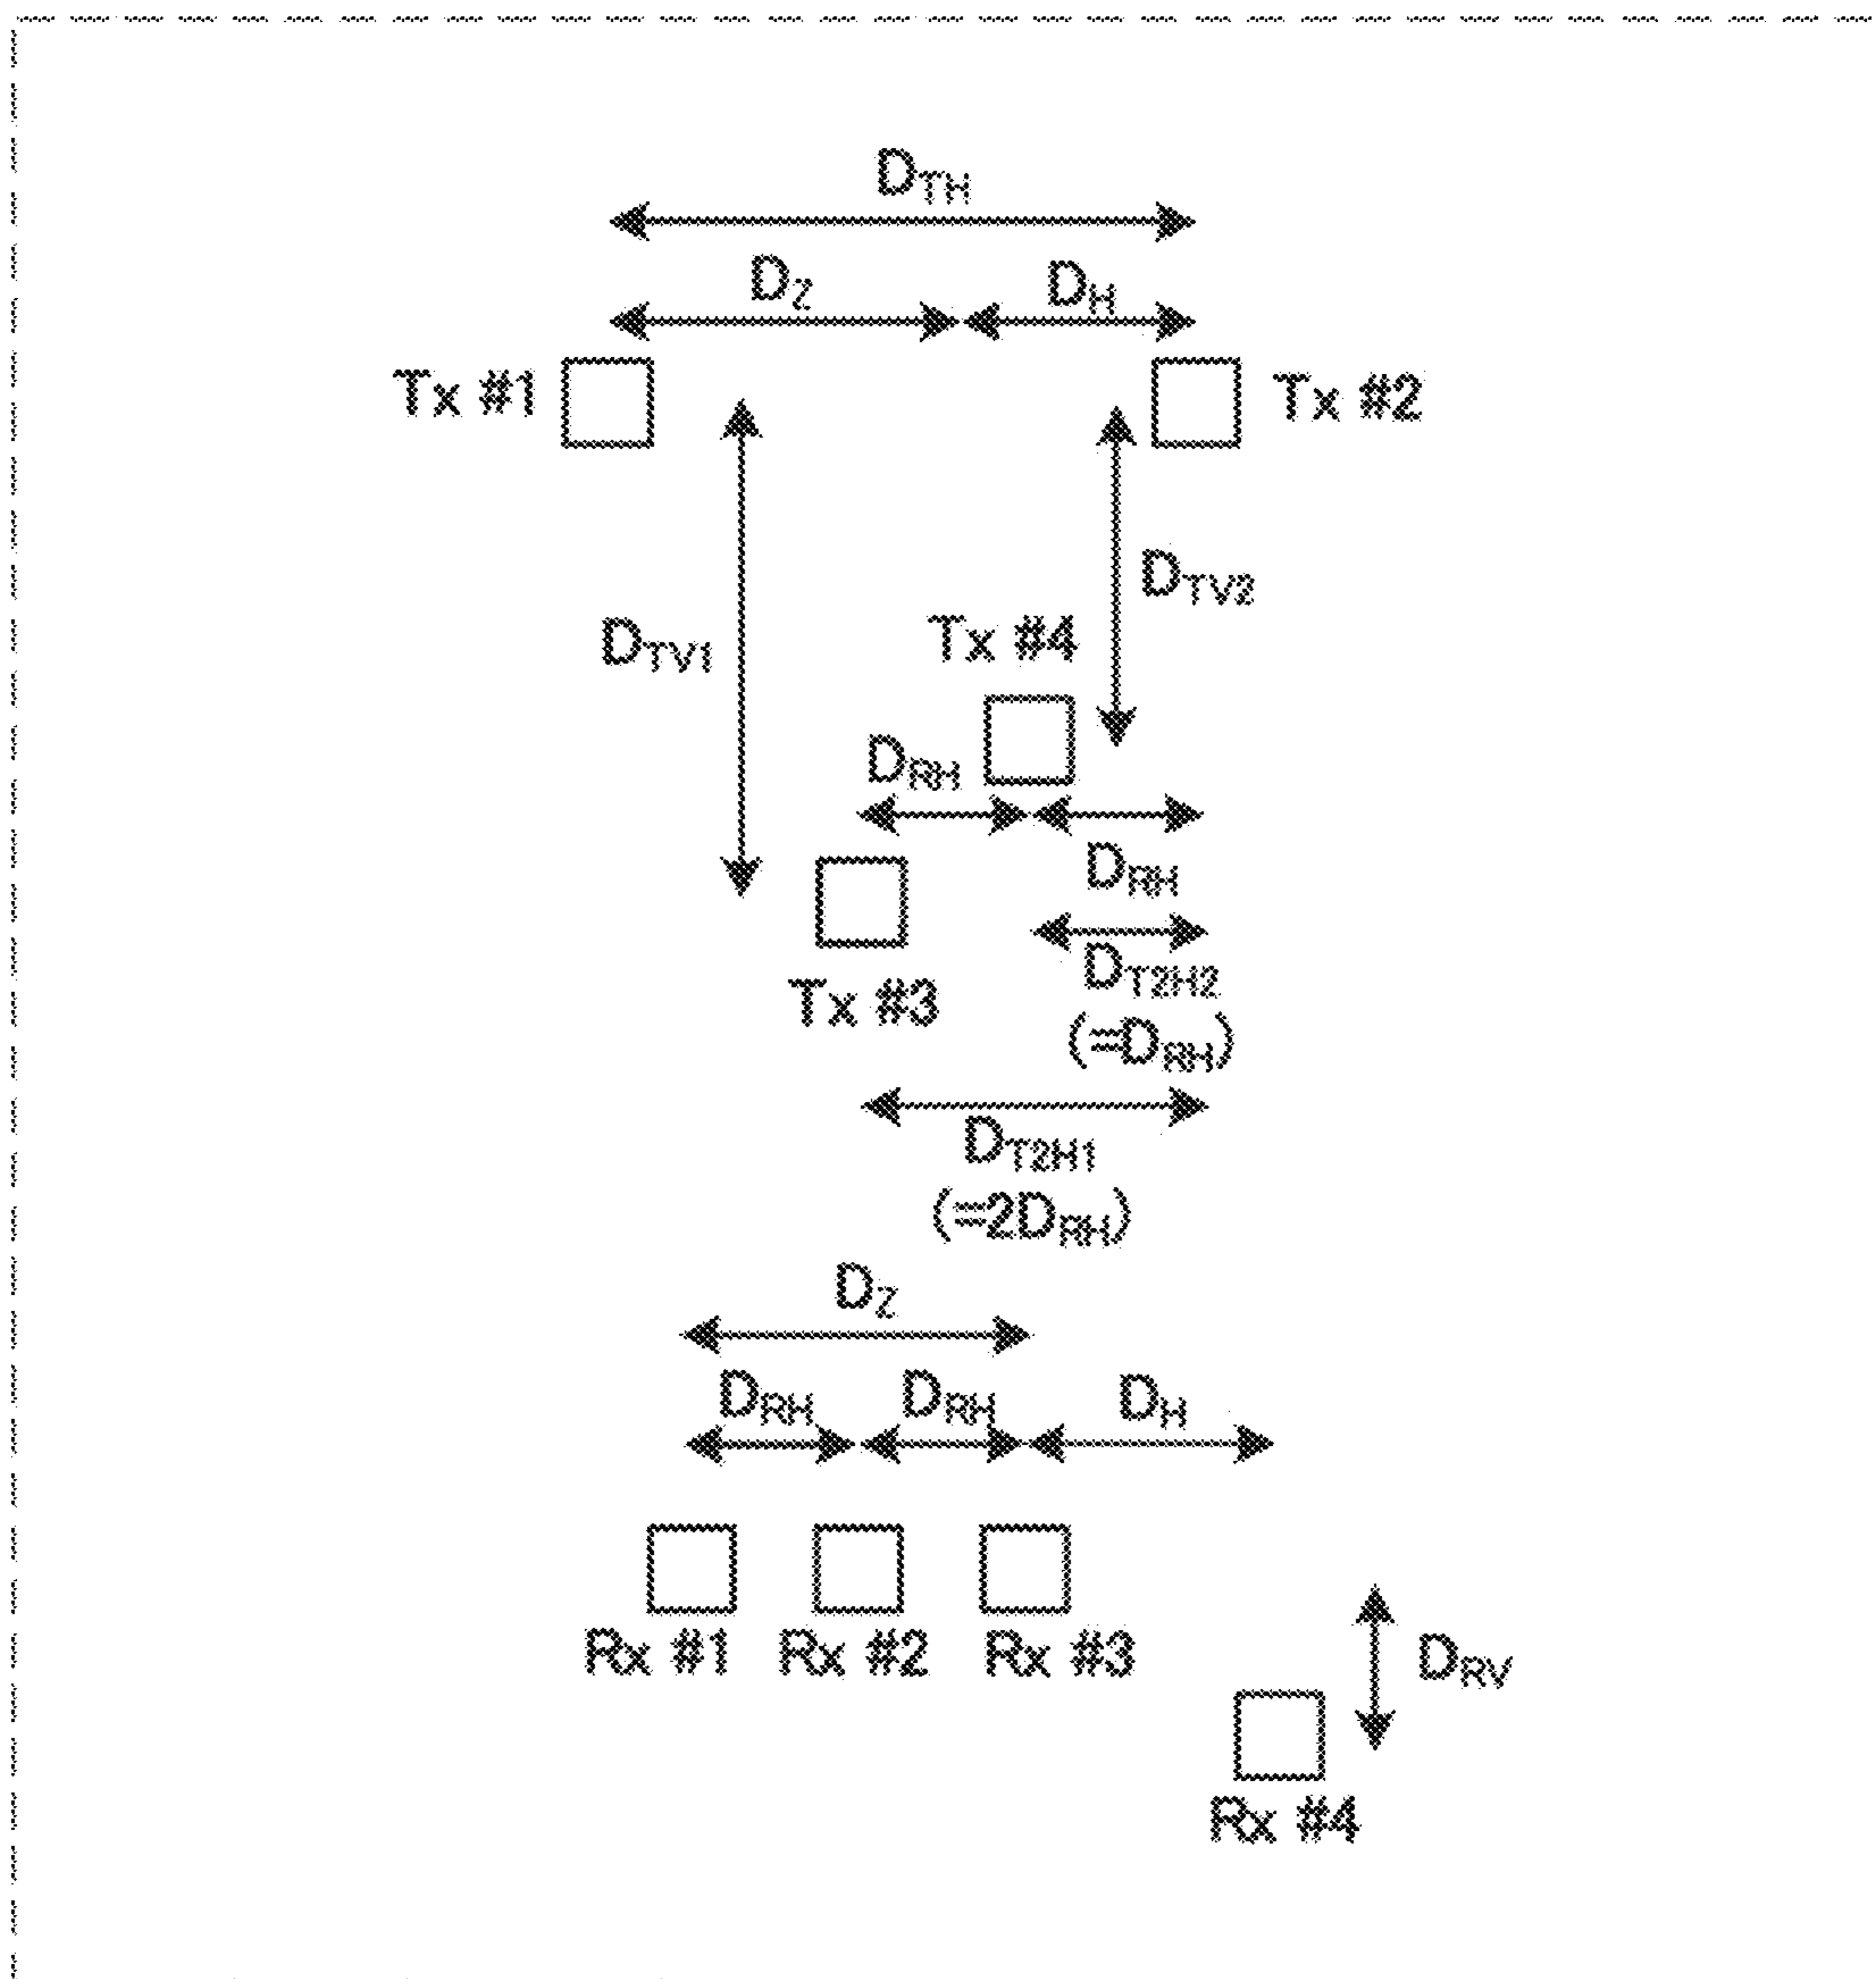 D_TH
D_Z D_H
Tx #1 Tx #2
D_TV2
D_TV1 Tx #4
D_RH
D_RH
D_T2H2
Tx #3
(=D_RH)
D_T2H1
(=2D_RH)
D_Z
D_RH D_RH D_H
Rx #1 Rx #2 Rx #3 D_RV
Rx #4